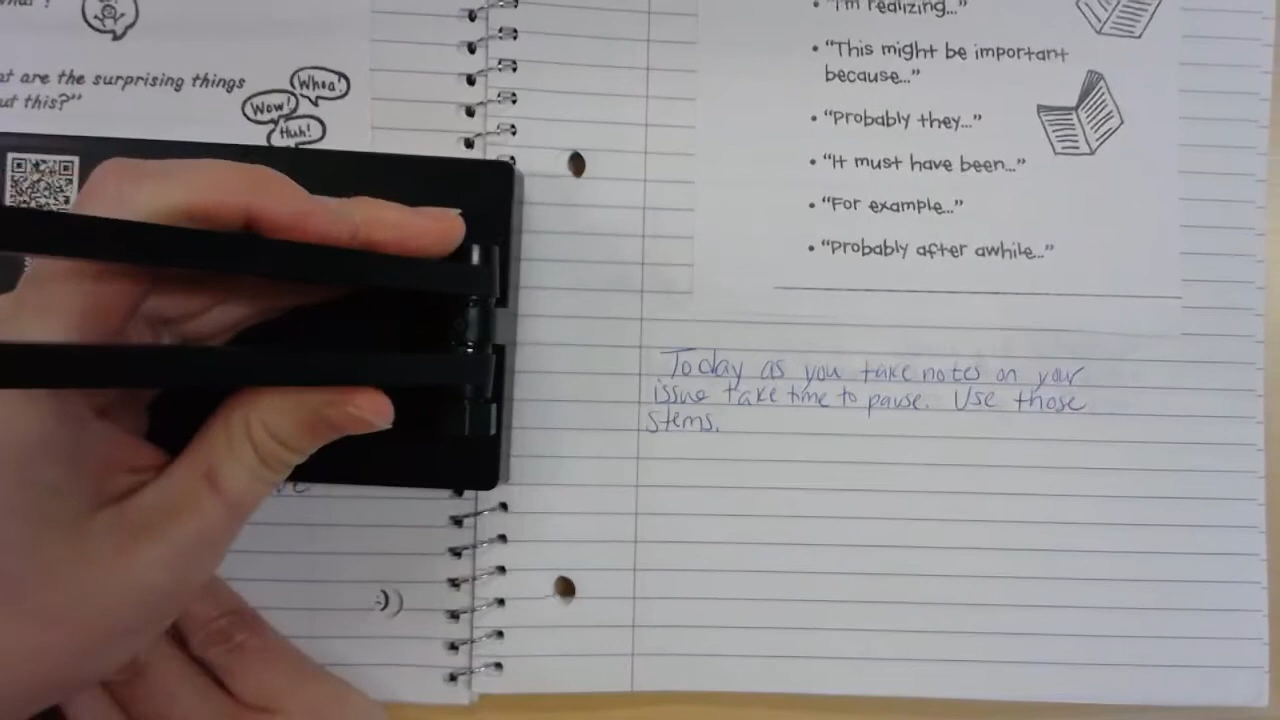 at are the surprising things
ut this?"
Whoa!
Wow!
Huh!
"I'm realizing..."
• "This might be important
because..."
• "Probably they..."
• "It must have been..."
• "For example..."
• "Probably after awhile..."
Today as you take notes on your
issue take time to pause. Use those
stems.
:))